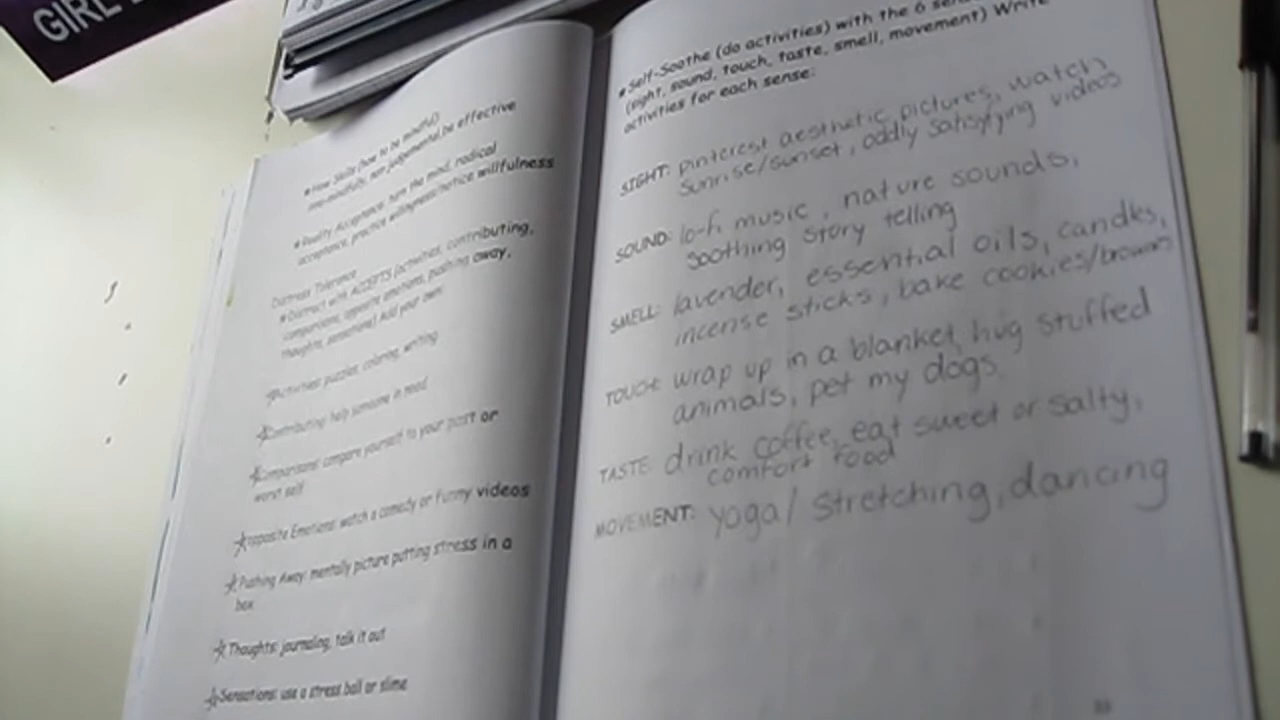 GIRL
*How Skills (how to be mindful)
one-mindfully, non judgemental, be effective
*Reality Acceptance: turn the mind, radical
acceptance, practice willingness/notice willfulness
Distress Tolerance
*Distract with ACCEPTS (activities, contributing,
comparisons, opposite emotions, pushing away,
thoughts, sensations) Add your own:
Activities: puzzles, coloring, writing
Contributing: help someone in need
Comparisons: compare yourself to your past or
worst self
Opposite Emotions: watch a comedy or funny videos
Pushing Away: mentally picture putting stress in a
box
Thoughts: journaling, talk it out
Sensations: use a stress ball or slime
*Self-Soothe (do activities) with the 6
(sight, sound, touch, taste, smell, movement) Write
activities for each sense:
SIGHT: pinterest aesthetic pictures, watch
sunrise/sunset, oddly satisfying videos
SOUND: lo-fi music, nature sounds,
soothing story telling
SMELL: lavender, essential oils, candles,
incense sticks, bake cookies/
TOUCH: wrap up in a blanket, hug stuffed
animals, pet my dogs
TASTE: drink coffee, eat sweet or salty,
comfort food
MOVEMENT: yoga/stretching, dancing